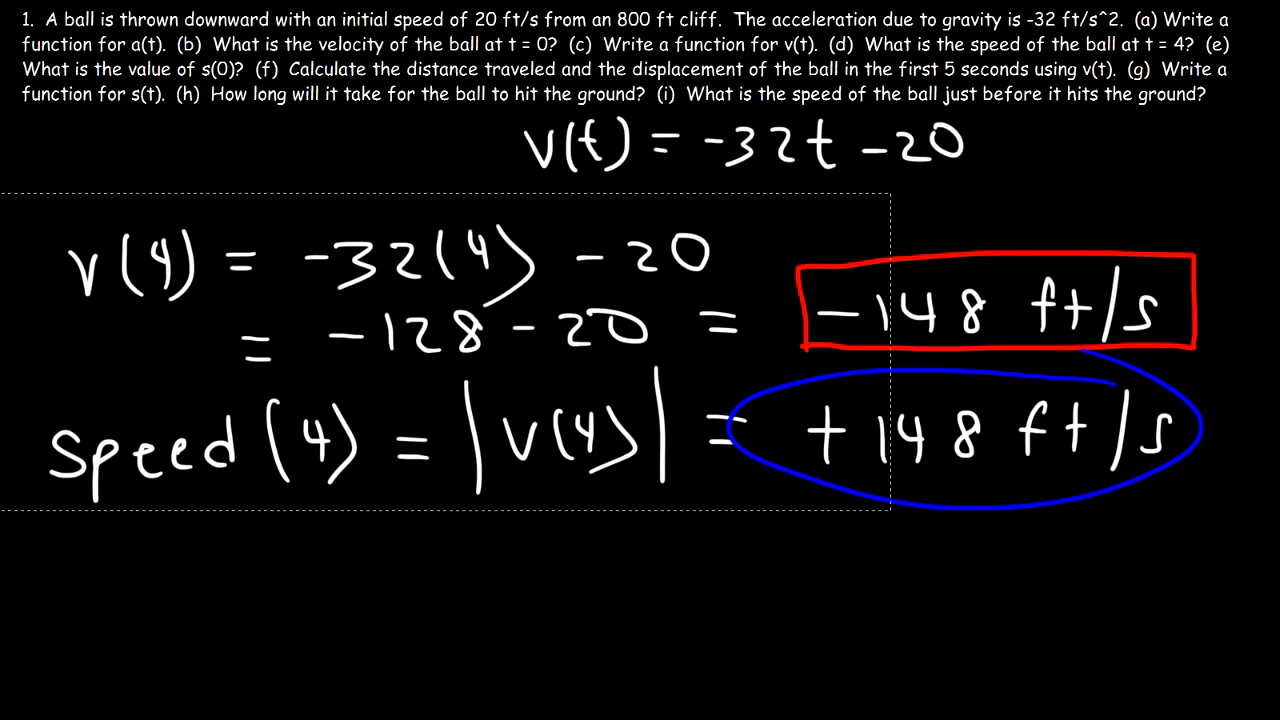 1. A ball is thrown downward with an initial speed of 20 ft/s from an 800 ft cliff. The acceleration due to gravity is -32 ft/s^2. (a) Write a
function for a(t). (b) What is the velocity of the ball at t = 0? (c) Write a function for v(t). (d) What is the speed of the ball at t = 4? (e)
What is the value of s(0)? (f) Calculate the distance traveled and the displacement of the ball in the first 5 seconds using v(t). (g) Write a
function for s(t). (h) How long will it take for the ball to hit the ground? (i) What is the speed of the ball just before it hits the ground?
v(t) = -32t - 20
v(4) = -32(4) - 20
= -128 - 20 = -148 ft/s
speed(4) = |v(4)| = +148 ft/s